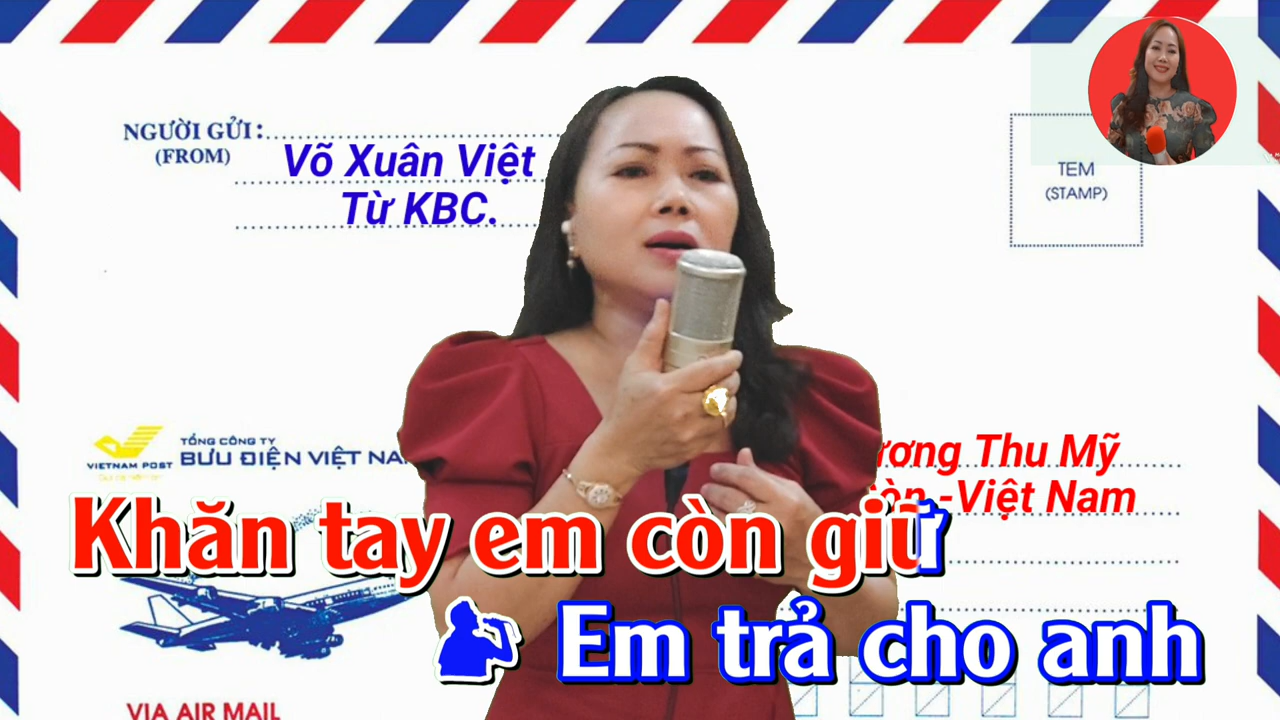 NGƯỜI GỬI:
(FROM)
Võ Xuân Việt
Từ KBC.
TEM
(STAMP)
TỔNG CÔNG TY
VIETNAM POST
BƯU ĐIỆN VIỆT NA
ương Thu Mỹ
-Việt Nam
Khăn tay em còn giữ
Em trả cho anh
VIA AIR MAIL